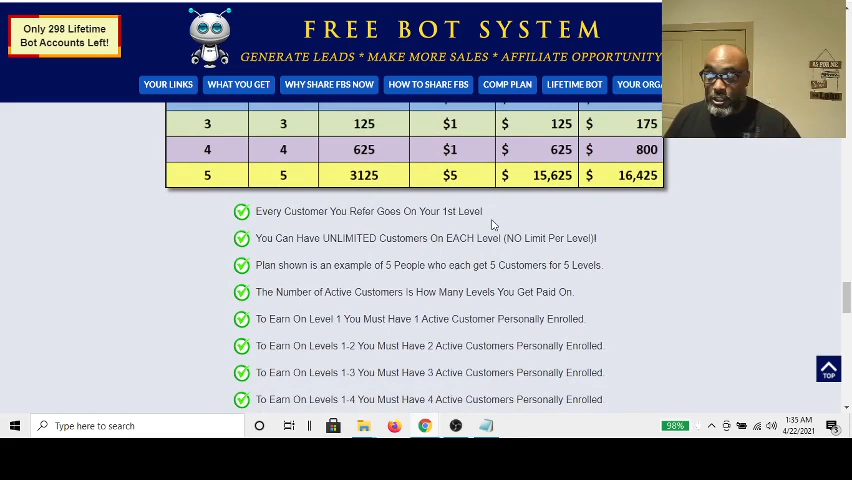 Only 298 Lifetime
Bot Accounts Left!
FREE BOT SYSTEM
GENERATE LEADS * MAKE MORE SALES * AFFILIATE OPPORTUNITY
YOUR LINKS WHAT YOU GET WHY SHARE FBS NOW HOW TO SHARE FBS COMP PLAN LIFETIME BOT YOUR ORGA
3 3 125 $1 $ 125 $ 175
4 4 625 $1 $ 625 $ 800
5 5 3125 $5 $ 15,625 $ 16,425
Every Customer You Refer Goes On Your 1st Level
You Can Have UNLIMITED Customers On EACH Level (NO Limit Per Level)!
Plan shown is an example of 5 People who each get 5 Customers for 5 Levels.
The Number of Active Customers Is How Many Levels You Get Paid On.
To Earn On Level 1 You Must Have 1 Active Customer Personally Enrolled.
To Earn On Levels 1-2 You Must Have 2 Active Customers Personally Enrolled.
To Earn On Levels 1-3 You Must Have 3 Active Customers Personally Enrolled.
To Earn On Levels 1-4 You Must Have 4 Active Customers Personally Enrolled.
TOP
Type here to search
98%
1:35 AM
4/22/2021